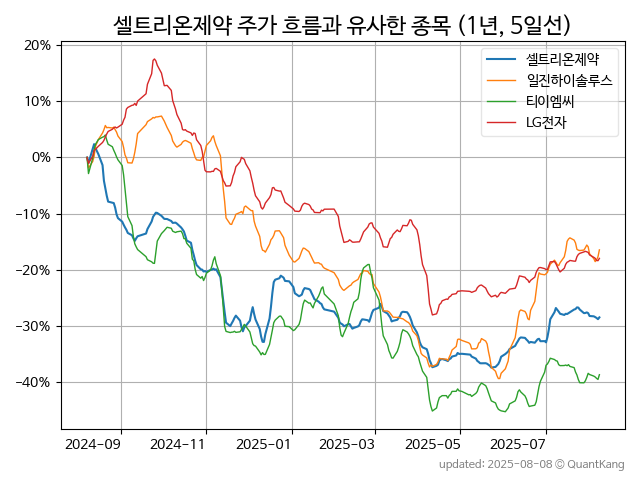 셀트리온제약 주가 흐름과 유사한 종목 (1년, 5일선)
20%
10%
0%
−10%
−20%
−30%
−40%
셀트리온제약
일진하이솔루스
티이엠씨
LG전자
2024-09
2024-11
2025-01
2025-03
2025-05
2025-07
updated: 2025-08-08 © QuantKang